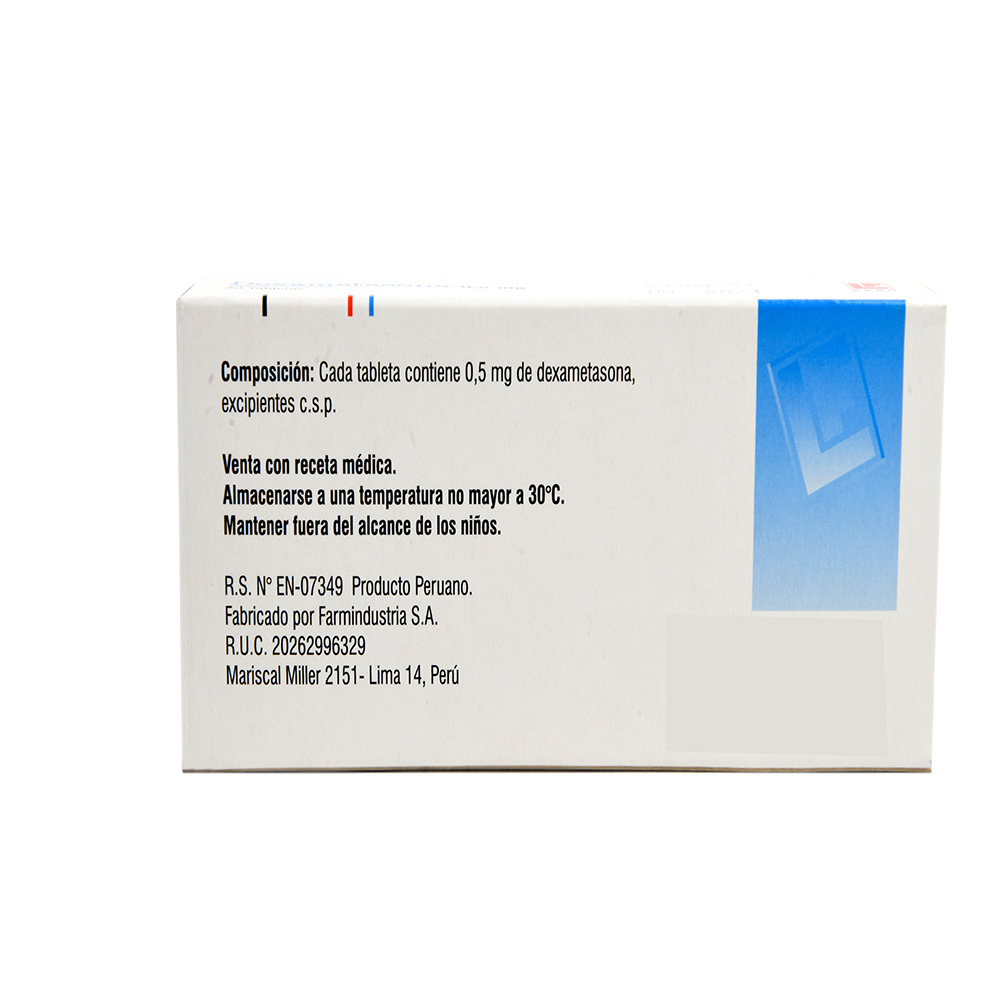 Composición: Cada tableta contiene 0,5 mg de dexametasona,
excipientes c.s.p.
Venta con receta médica.
Almacenarse a una temperatura no mayor a 30°C.
Mantener fuera del alcance de los niños.
R.S. N° EN-07349 Producto Peruano.
Fabricado por Farmindustria S.A.
R.U.C. 20262996329
Mariscal Miller 2151- Lima 14, Perú